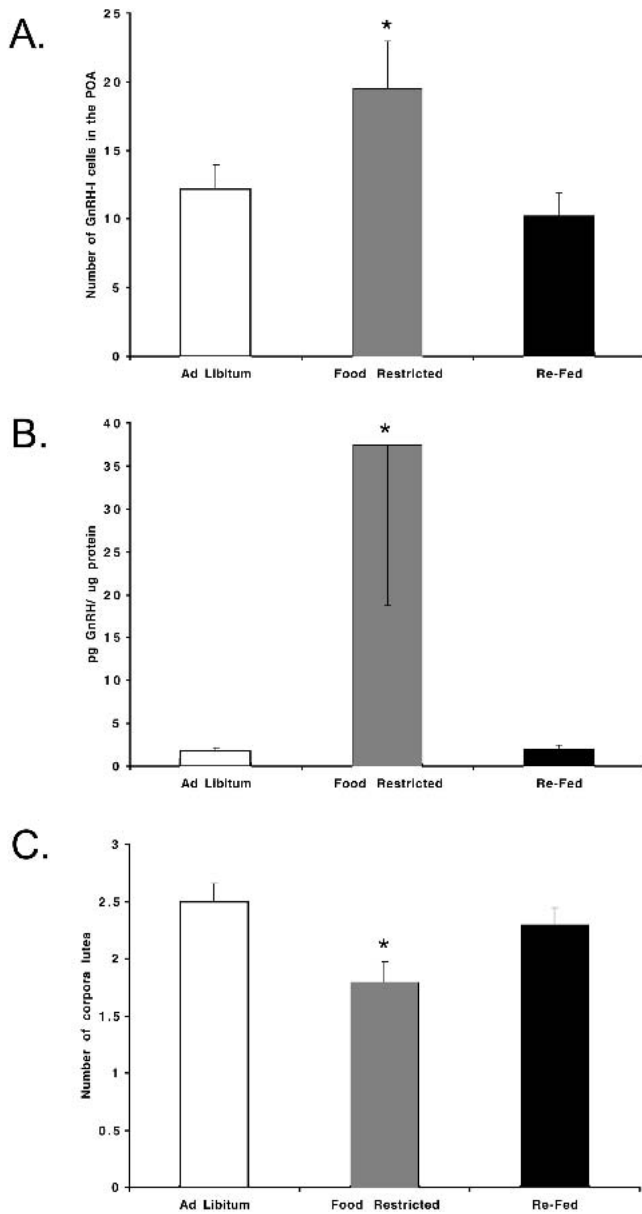 A.
Number of GnRH-I cells in the POA
25
20
15
10
5
0
*
Ad Libitum Food Restricted Re-Fed
B.
pg GnRH/ ug protein
40
35
30
25
20
15
10
5
0
*
Ad Libitum Food Restricted Re-Fed
C.
Number of corpora lutea
3
2.5
2
1.5
1
0.5
0
*
Ad Libitum Food Restricted Re-Fed